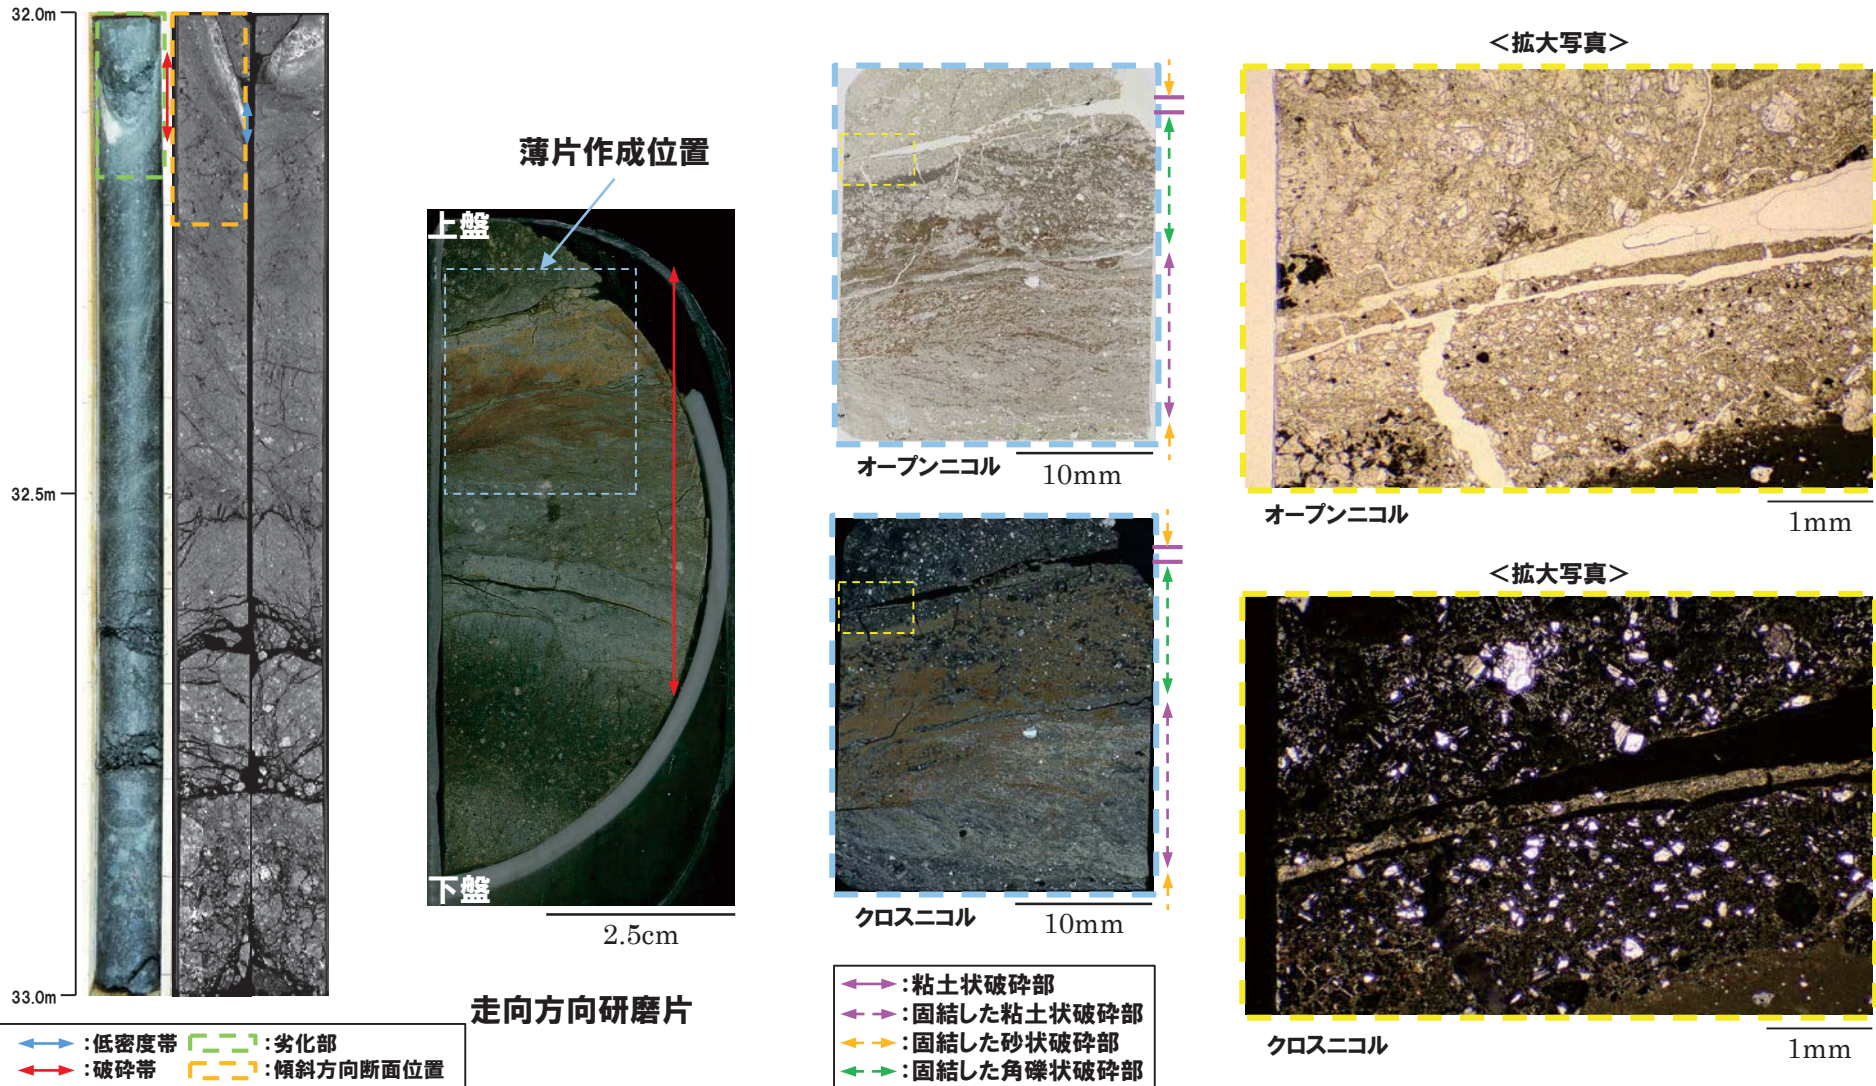 32.0m
32.5m
33.0m
:低密度帯
:劣化部
:破砕帯
:傾斜方向断面位置
薄片作成位置
上盤
下盤
2.5cm
走向方向研磨片
オープンニコル
10mm
クロスニコル
10mm
:粘土状破砕部
:固結した粘土状破砕部
:固結した砂状破砕部
:固結した角礫状破砕部
<拡大写真>
オープンニコル
1mm
<拡大写真>
クロスニコル
1mm